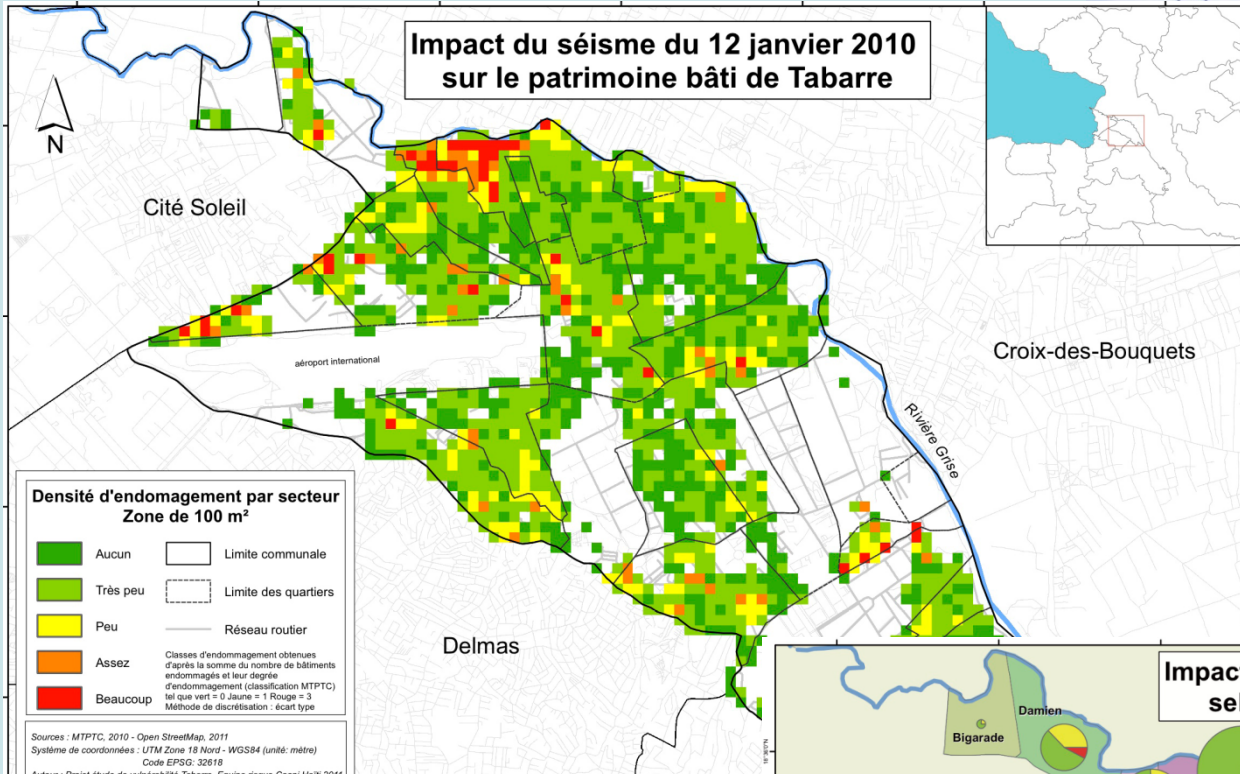 Impact du séisme du 12 janvier 2010
sur le patrimoine bâti de Tabarre
N
Cité Soleil
aéroport international
Croix-des-Bouquets
Rivière Grise
Delmas
Densité d'endomagement par secteur
Zone de 100 m²
Aucun
Très peu
Peu
Assez
Beaucoup
Limite communale
Limite des quartiers
Réseau routier
Classes d'endommagement obtenues
d'après la somme du nombre de bâtiments
endommagés et leur degrée
d'endommagement (classification MTPTC)
tel que vert = 0 Jaune = 1 Rouge = 3
Méthode de discrétisation : écart type
Sources : MTPTC, 2010 - Open StreetMap, 2011
Système de coordonnées : UTM Zone 18 Nord - WGS84 (unité: mètre)
Code EPSG: 32618
Impact
sel
Damien
Bigarade